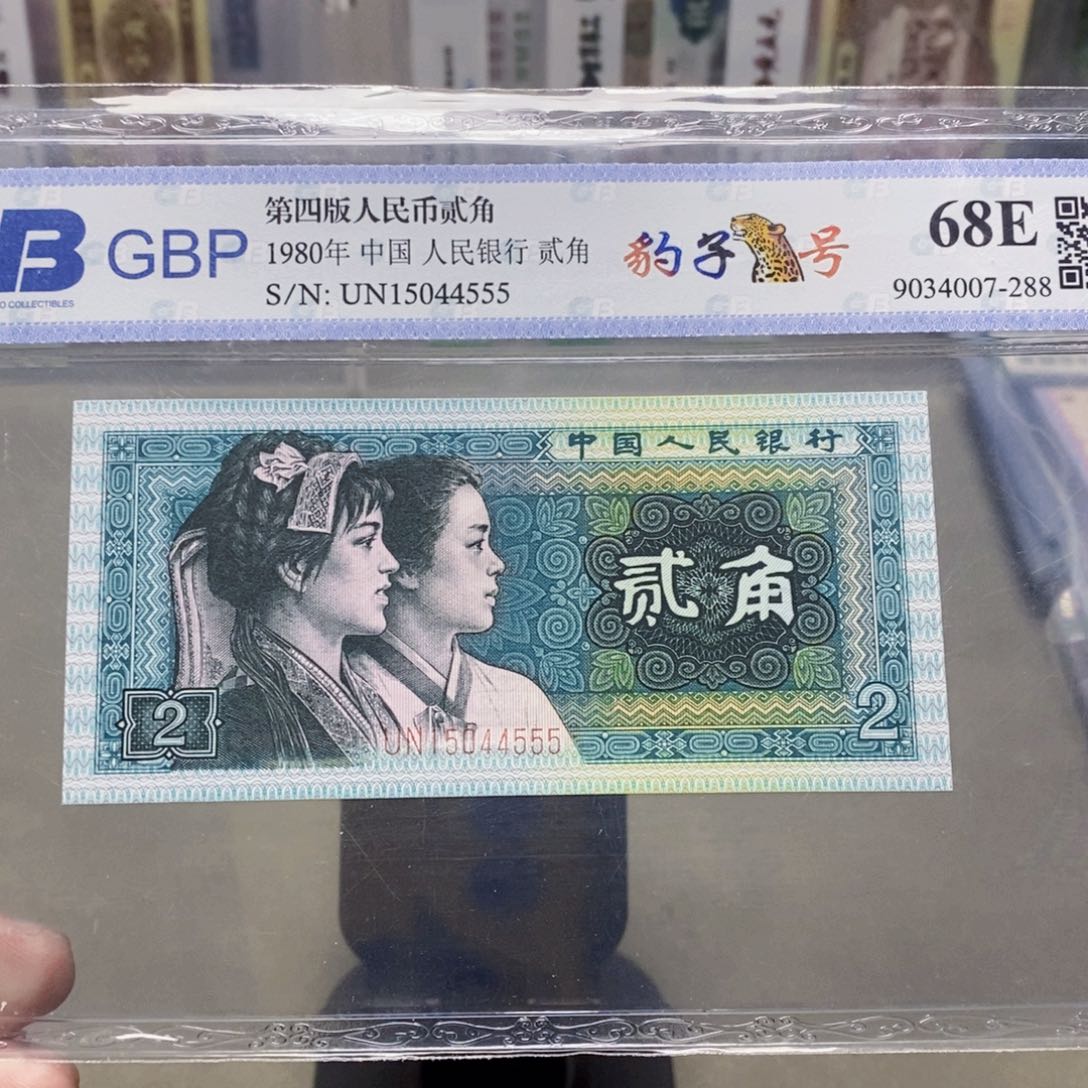 GBP
O COLLECTIBLES
第四版人民币贰角
1980年 中国 人民银行 贰角
S/N: UN15044555
豹子号
68E
9034007-288
中国人民银行
贰角
2
2
UN15044555